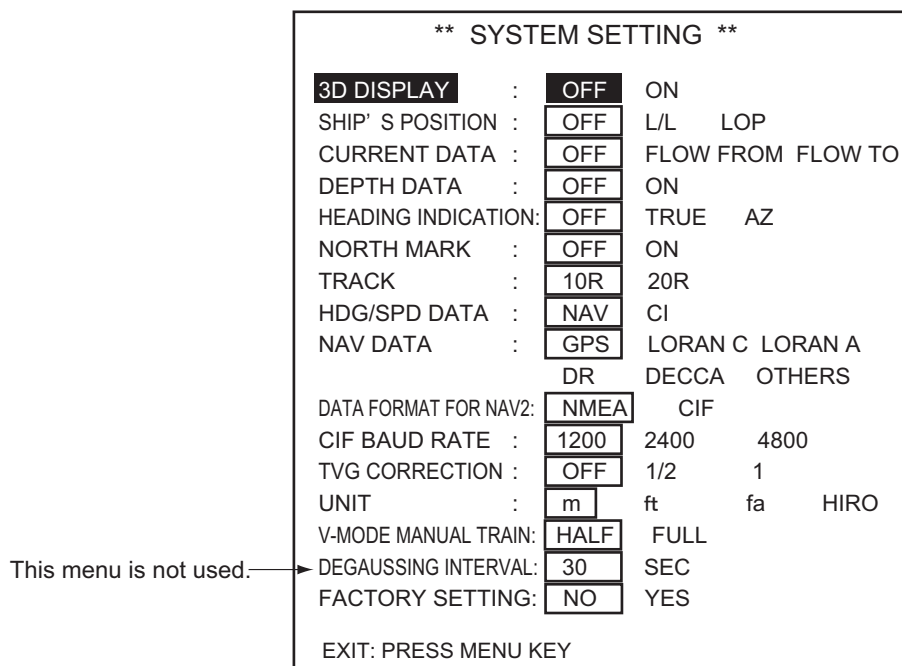 ** SYSTEM SETTING **
3D DISPLAY : OFF ON
SHIP' S POSITION : OFF L/L LOP
CURRENT DATA : OFF FLOW FROM FLOW TO
DEPTH DATA : OFF ON
HEADING INDICATION: OFF TRUE AZ
NORTH MARK : OFF ON
TRACK : 10R 20R
HDG/SPD DATA : NAV CI
NAV DATA : GPS LORAN C LORAN A
DR DECCA OTHERS
DATA FORMAT FOR NAV2: NMEA CIF
CIF BAUD RATE : 1200 2400 4800
TVG CORRECTION : OFF 1/2 1
UNIT : m ft fa HIRO
V-MODE MANUAL TRAIN: HALF FULL
This menu is not used. DEGAUSSING INTERVAL: 30 SEC
FACTORY SETTING: NO YES
EXIT: PRESS MENU KEY